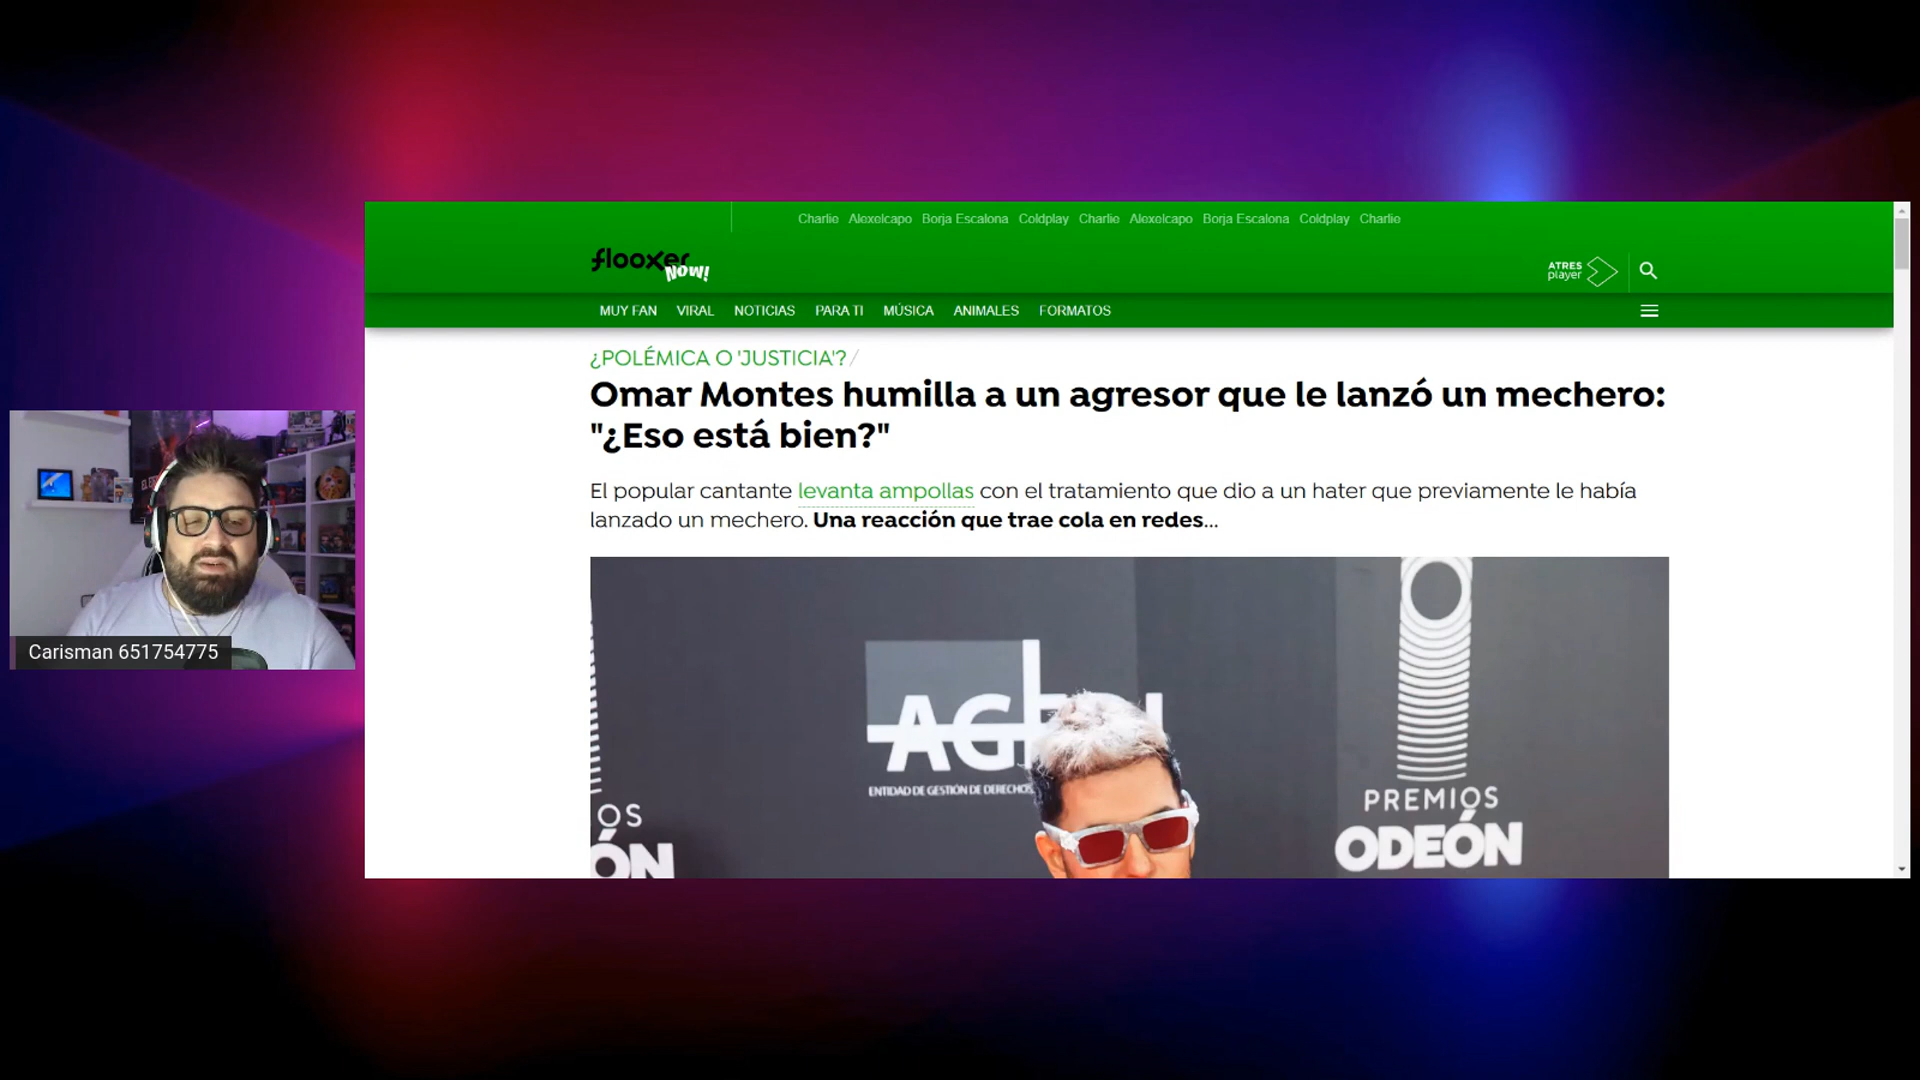 Charlie Alexelcapo Borja Escalona Coldplay Charlie Alexelcapo Borja Escalona Coldplay Charlie
flooxer
NOW!
ATRES
player
MUY FAN VIRAL NOTICIAS PARA TI MÚSICA ANIMALES FORMATOS
¿POLÉMICA O 'JUSTICIA'? /
Omar Montes humilla a un agresor que le lanzó un mechero:
"¿Eso está bien?"
El popular cantante levanta ampollas con el tratamiento que dio a un hater que previamente le había
lanzado un mechero. Una reacción que trae cola en redes...
Carisman 651754775
AG
ENTIDAD DE GESTIÓN DE DERECHOS
OS
ÓN
PREMIOS
ODEÓN